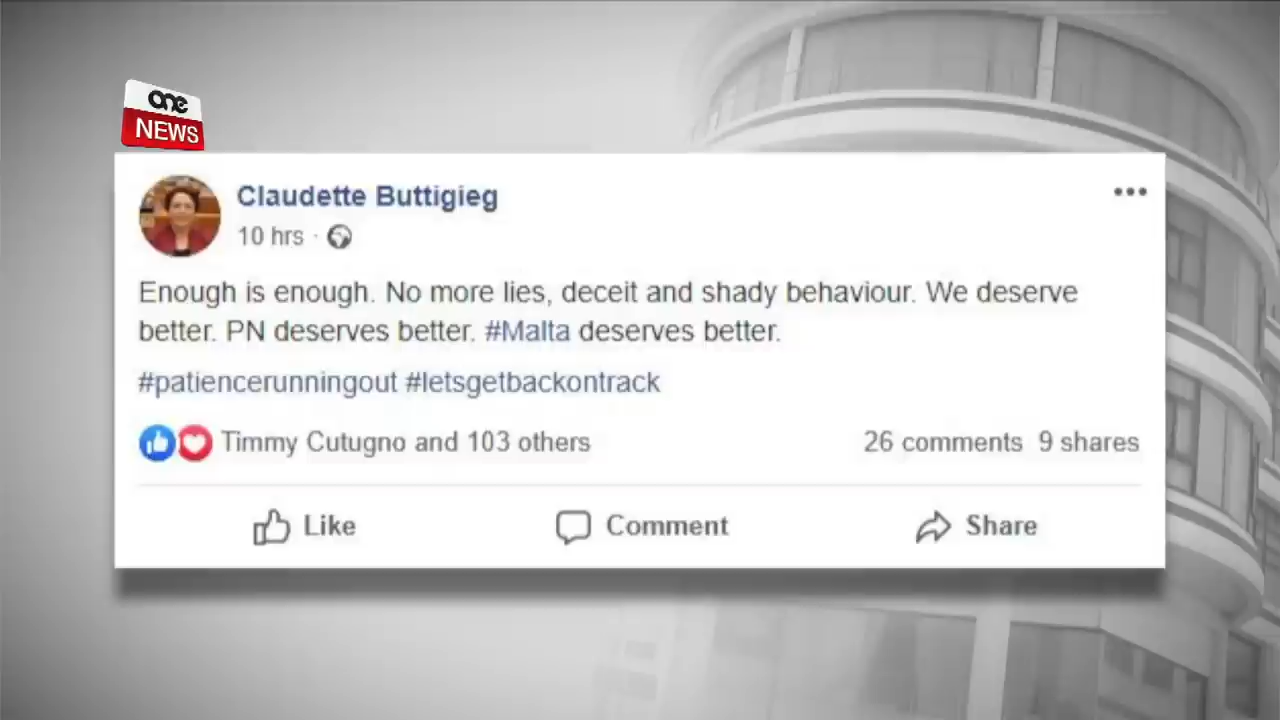 one
NEWS
Claudette Buttigieg
10 hrs ·
Enough is enough. No more lies, deceit and shady behaviour. We deserve
better. PN deserves better. #Malta deserves better.
#patiencerunningout #letsgetbackontrack
Timmy Cutugno and 103 others
26 comments 9 shares
Like
Comment
Share